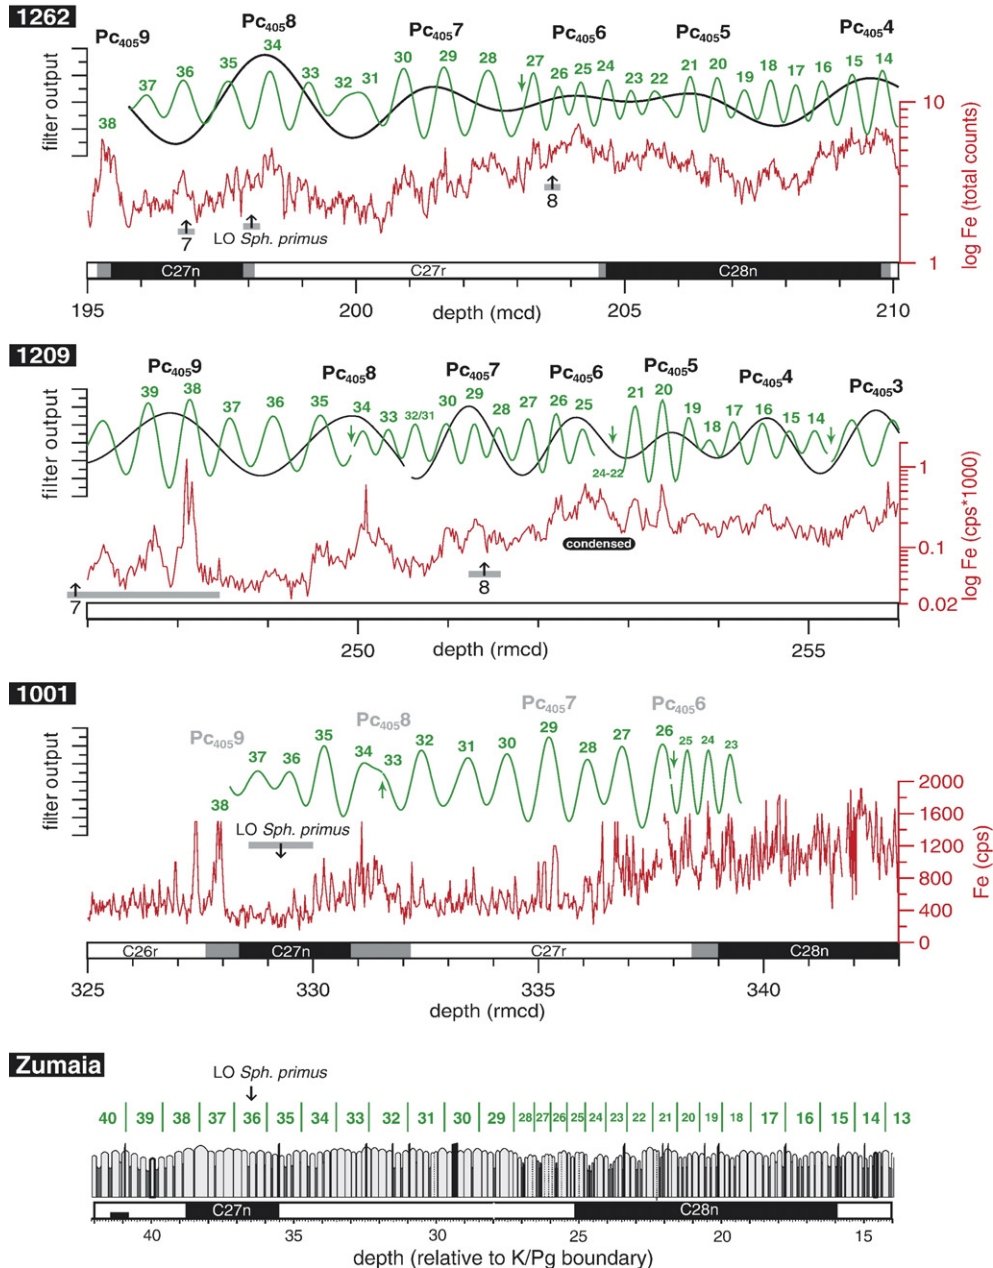 1262
Pc4059 Pc4058 Pc4057 Pc4056 Pc4055 Pc4054
38 37 36 35 34 33 32 31 30 29 28 27 26 25 24 23 22 21 20 19 18 17 16 15 14
filter output
10
1
log Fe (total counts)
7
LO Sph. primus
8
C27n C27r C28n
195 200 205 210
depth (mcd)
1209
Pc4059 Pc4058 Pc4057 Pc4056 Pc4055 Pc4054 Pc4053
39 38 37 36 35 34 33 32/31 30 29 28 27 26 25 24-22 21 20 19 18 17 16 15 14
filter output
1
0.1
0.02
log Fe (cps*1000)
condensed
7
8
250 255
depth (rmcd)
1001
Pc4059 Pc4058 Pc4057 Pc4056
38 37 36 35 34 33 32 31 30 29 28 27 26 25 24 23
filter output
2000
1600
1200
800
400
0
Fe (cps)
LO Sph. primus
C26r C27n C27r C28n
325 330 335 340
depth (rmcd)
Zumaia
LO Sph. primus
40 39 38 37 36 35 34 33 32 31 30 29 28 27 26 25 24 23 22 21 20 19 18 17 16 15 14 13
C27n C28n
40 35 30 25 20 15
depth (relative to K/Pg boundary)